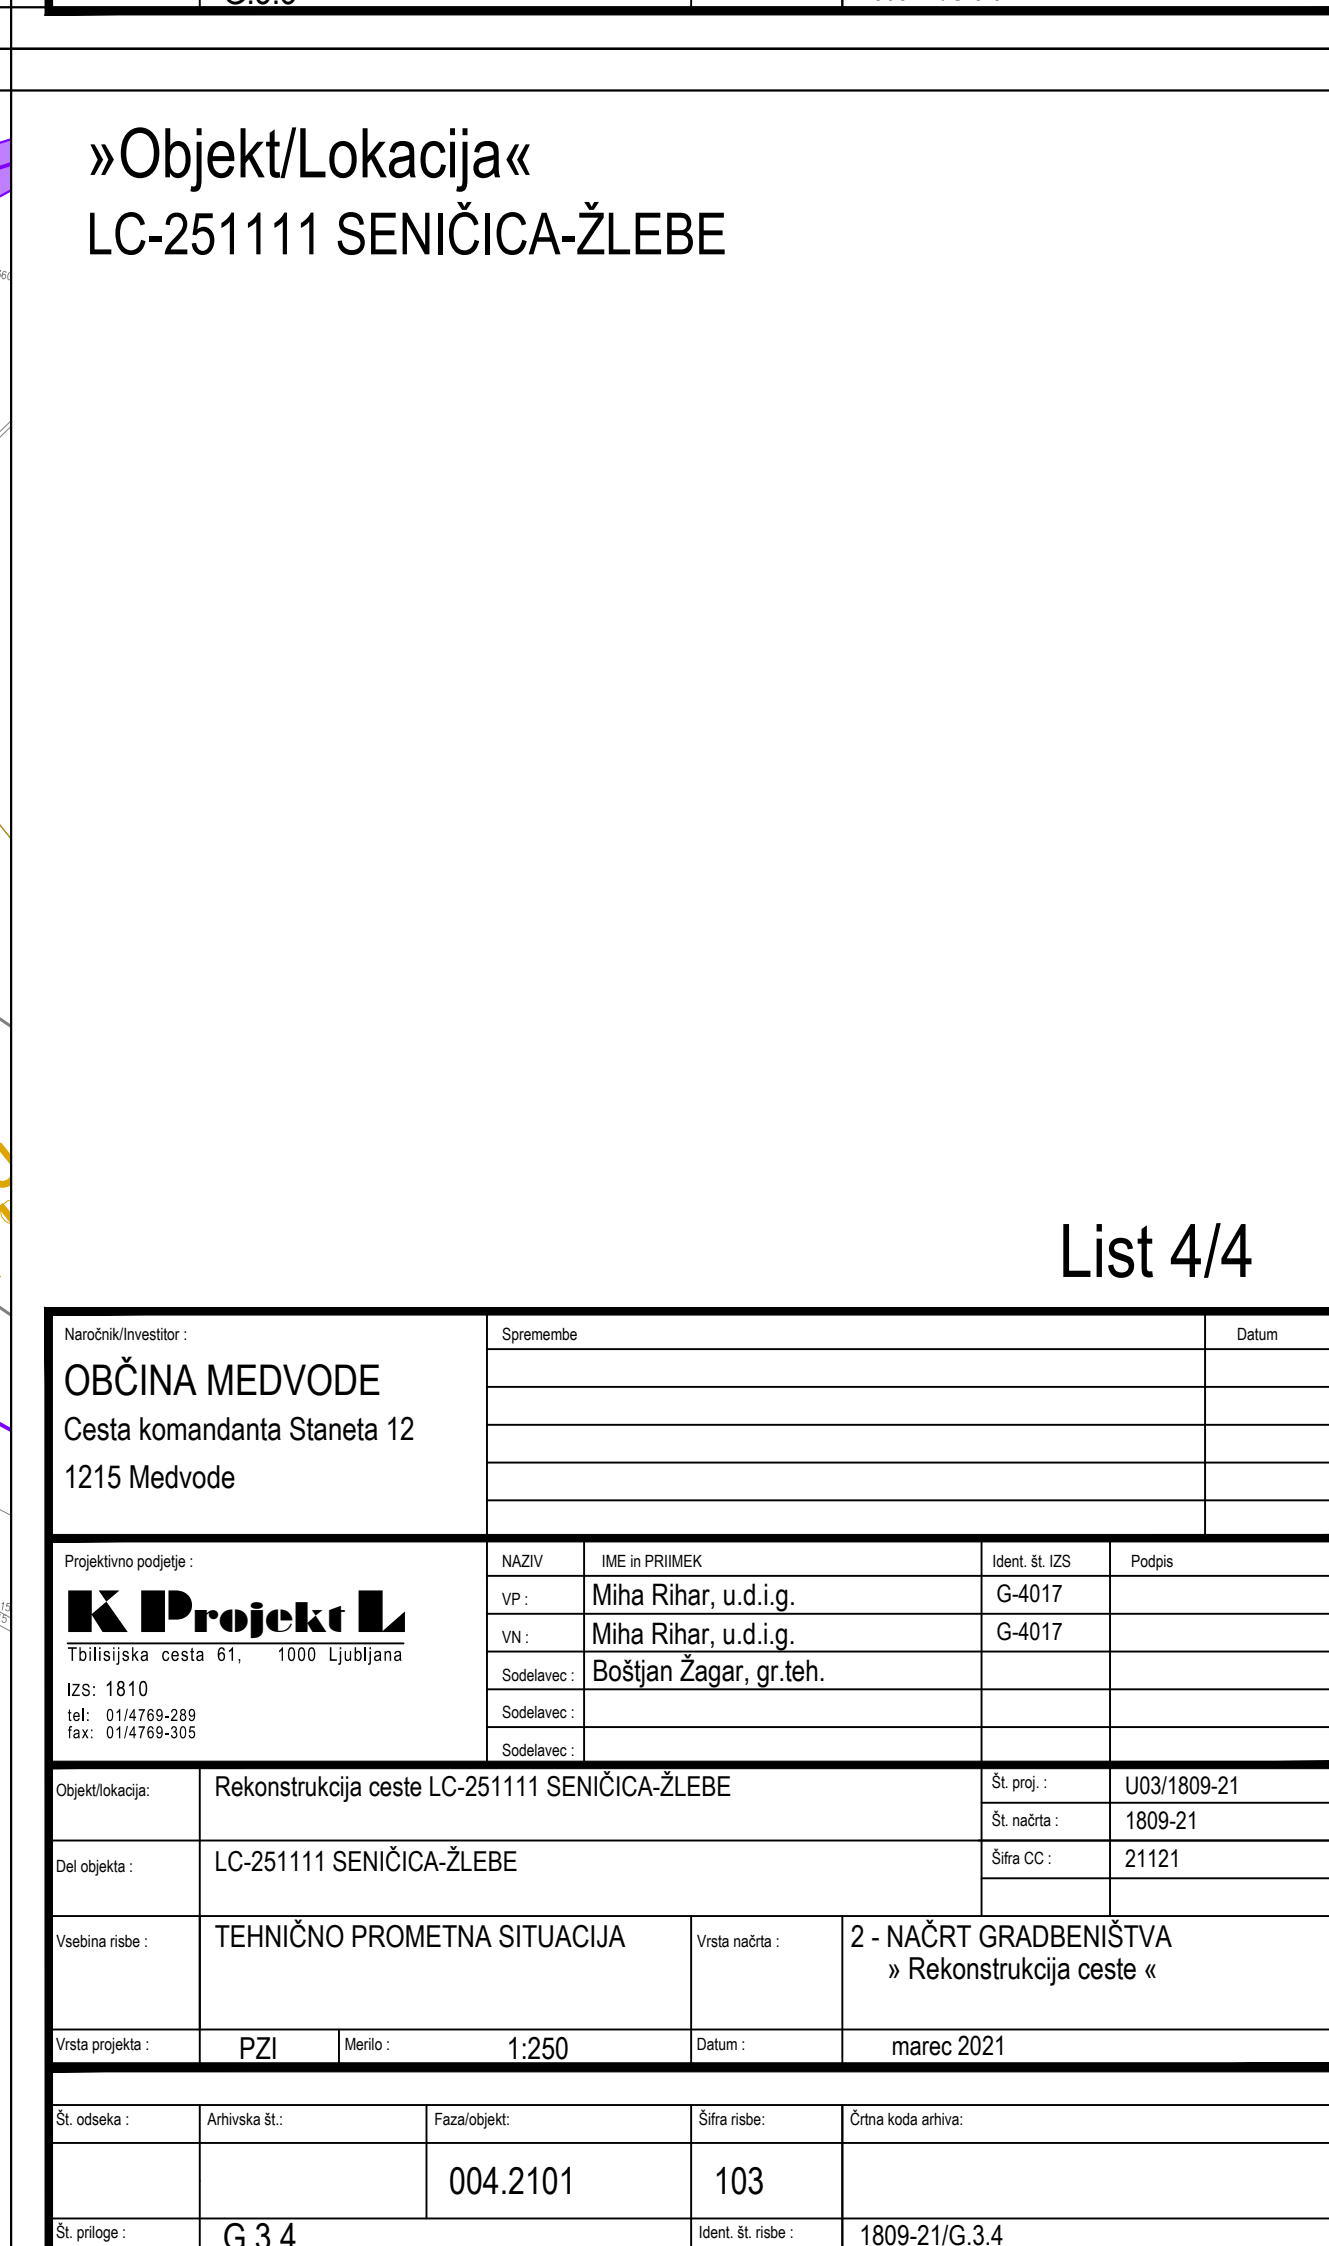 »Objekt/Lokacija«
LC-251111 SENIČICA-ŽLEBE
List 4/4
Naročnik/Investitor :
OBČINA MEDVODE
Cesta komandanta Staneta 12
1215 Medvode
Spremembe Datum
Projektivno podjetje :
K Projekt L
Tbilisijska cesta 61, 1000 Ljubljana
IZS: 1810
tel: 01/4769-289
fax: 01/4769-305
NAZIV IME in PRIIMEK Ident. št. IZS Podpis
VP : Miha Rihar, u.d.i.g. G-4017
VN : Miha Rihar, u.d.i.g. G-4017
Sodelavec : Boštjan Žagar, gr.teh.
Sodelavec :
Sodelavec :
Objekt/lokacija: Rekonstrukcija ceste LC-251111 SENIČICA-ŽLEBE Št. proj. : U03/1809-21
Št. načrta : 1809-21
Del objekta : LC-251111 SENIČICA-ŽLEBE Šifra CC : 21121
Vsebina risbe : TEHNIČNO PROMETNA SITUACIJA Vrsta načrta : 2 - NAČRT GRADBENIŠTVA
» Rekonstrukcija ceste «
Vrsta projekta : PZI Merilo : 1:250 Datum : marec 2021
Št. odseka : Arhivska št.: Faza/objekt: Šifra risbe: Črtna koda arhiva:
004.2101 103
Št. priloge : G.3.4 Ident. št. risbe : 1809-21/G.3.4